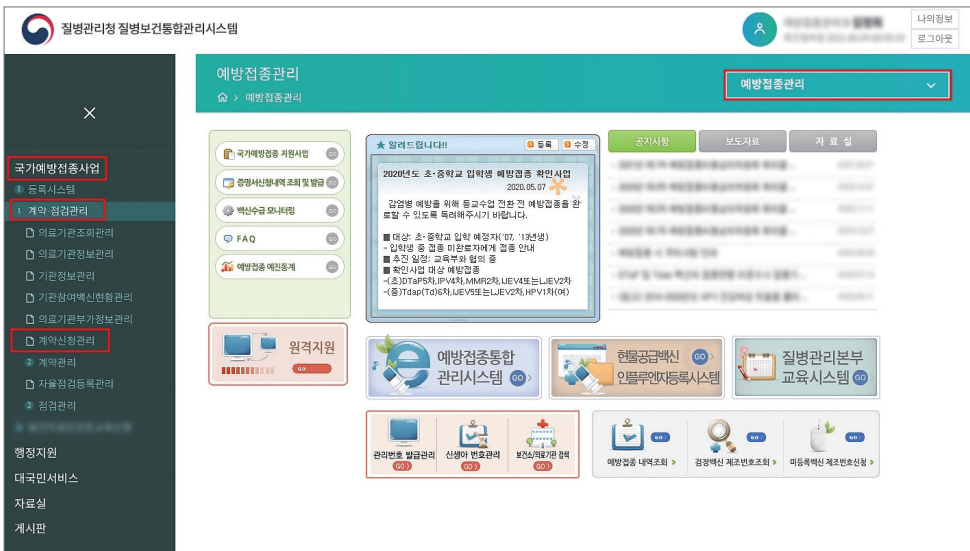 질병관리청 질병보건통합관리시스템
나의정보
로그아웃
예방접종관리
예방접종관리
예방접종관리
국가예방접종사업
① 등록시스템
1 계약·점검관리
의료기관조회관리
의료기관정보관리
기관정보관리
기관참여백신현황관리
의료기관부가정보관리
계약신청관리
② 계약관리
자율점검등록관리
② 점검관리
행정지원
대국민서비스
자료실
게시판
국가예방접종 지원사업 GO
증명서신청내역 조회 및 발급 GO
백신수급 모니터링 GO
FAQ GO
예방접종 예진통계 GO
원격지원
GO
★ 알려드립니다!!
등록
수정
2020년도 초·중학교 입학생 예방접종 확인사업
2020.05.07
감염병 예방을 위해 등교수업 전환 전 예방접종을 완
료할 수 있도록 독려해주시기 바랍니다.
■ 대상: 초·중학교 입학 예정자('07, '13년생)
- 입학생 중 접종 미완료자에게 접종 안내
■ 추진 일정: 교육부와 협의 중
■ 확인사업 대상 예방접종
-(초)DTaP5차,IPV4차,MMR2차,IJEV4또는LJEV2차
-(중)Tdap(Td)6차,IJEV5또는LJEV2차,HPV1차(여)
공지사항
보도자료
자 료 실
예방접종통합
관리시스템 GO
현물공급백신 GO
인플루엔자등록시스템
질병관리본부
교육시스템 GO
관리번호 발급관리
GO
신생아 번호관리
GO
보건소/의료기관 검색
GO
GO
예방접종 내역조회
GO
검정백신 제조번호조회
GO
미등록백신 제조번호신청